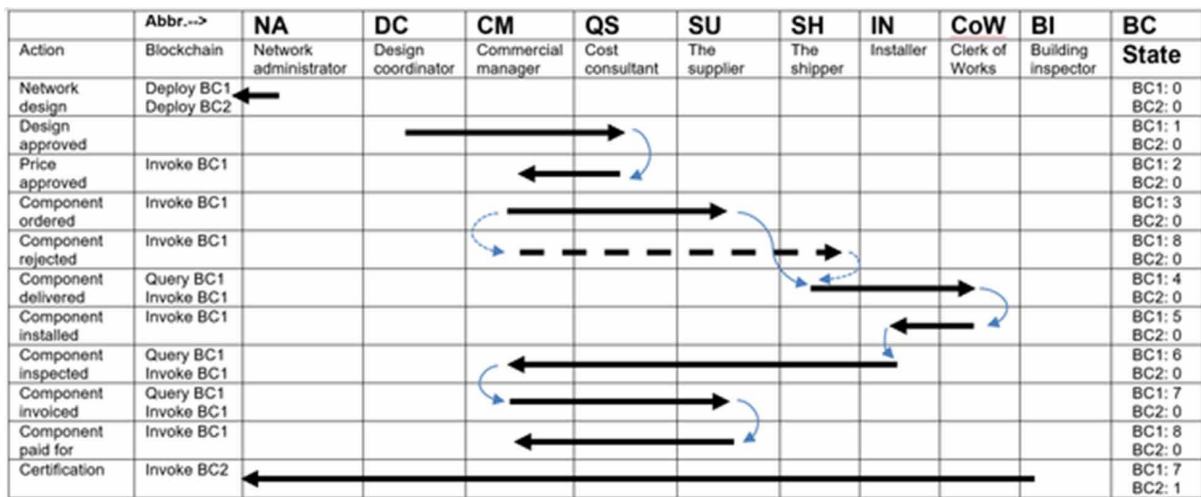 Abbr.--> NA DC CM QS SU SH IN CoW BI BC
Action Blockchain Network Design Commercial Cost The The Installer Clerk of Building State
administrator coordinator manager consultant supplier shipper Works inspector
Network Deploy BC1 BC1: 0
design Deploy BC2 BC2: 0
Design BC1: 1
approved BC2: 0
Price Invoke BC1 BC1: 2
approved BC2: 0
Component Invoke BC1 BC1: 3
ordered BC2: 0
Component Invoke BC1 BC1: 8
rejected BC2: 0
Component Query BC1 BC1: 4
delivered Invoke BC1 BC2: 0
Component Invoke BC1 BC1: 5
installed BC2: 0
Component Query BC1 BC1: 6
inspected Invoke BC1 BC2: 0
Component Query BC1 BC1: 7
invoiced Invoke BC1 BC2: 0
Component Invoke BC1 BC1: 8
paid for BC2: 0
Certification Invoke BC2 BC1: 7
BC2: 1